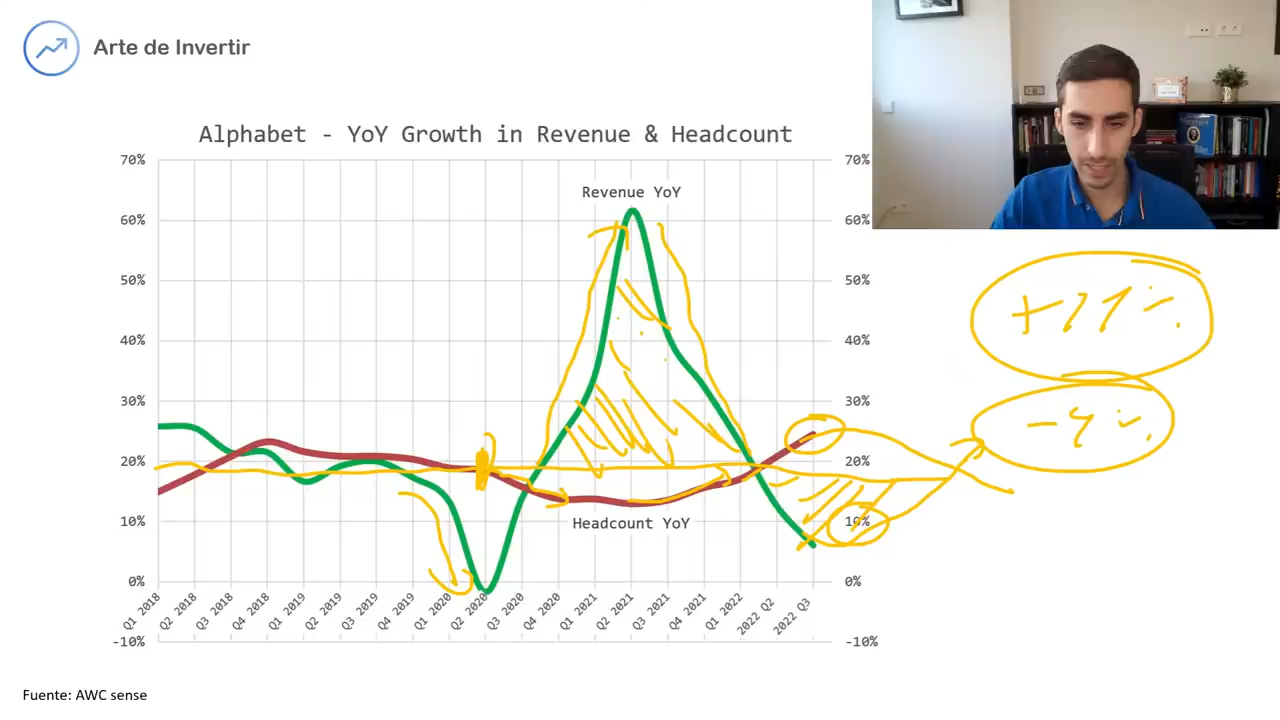 Arte de Invertir
Alphabet - YoY Growth in Revenue & Headcount
70%
60%
50%
40%
30%
20%
10%
0%
-10%
70%
60%
50%
40%
30%
20%
10%
0%
-10%
Revenue YoY
Headcount YoY
Q1 2018
Q2 2018
Q3 2018
Q4 2018
Q1 2019
Q2 2019
Q3 2019
Q4 2019
Q1 2020
Q2 2020
Q3 2020
Q4 2020
Q1 2021
Q2 2021
Q3 2021
Q4 2021
Q1 2022
2022 Q2
2022 Q3
+11%
-4%
Fuente: AWC sense